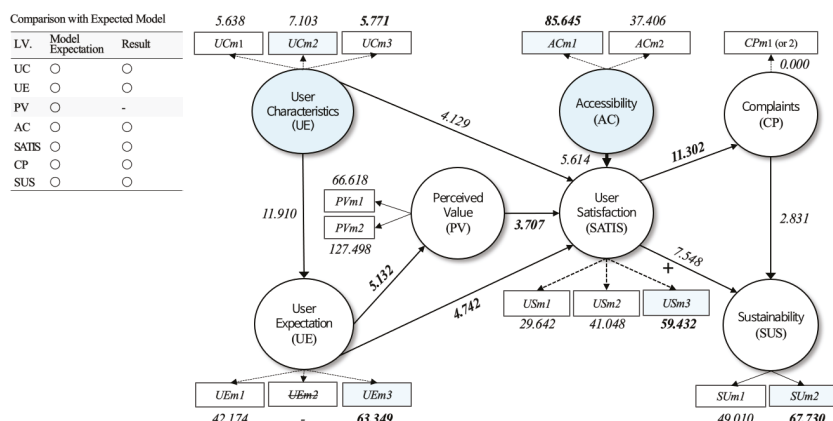 Comparison with Expected Model
L.V. Model Expectation Result
UC ○ ○
UE ○ ○
PV ○ -
AC ○ ○
SATIS ○ ○
CP ○ ○
SUS ○ ○
5.638 7.103 5.771
UCm1 UCm2 UCm3
User
Characteristics
(UE)
85.645 37.406
ACm1 ACm2
Accessibility
(AC)
CPm1 (or 2)
0.000
Complaints
(CP)
4.129
5.614
11.302
11.910
66.618
PVm1
PVm2
127.498
Perceived
Value
(PV)
3.707
User
Satisfaction
(SATIS)
2.831
5.132
4.742
7.548
+
USm1 USm2 USm3
29.642 41.048 59.432
User
Expectation
(UE)
Sustainability
(SUS)
UEm1 UEm2 UEm3
42.174 - 63.349
SUm1 SUm2
49.010 67.730